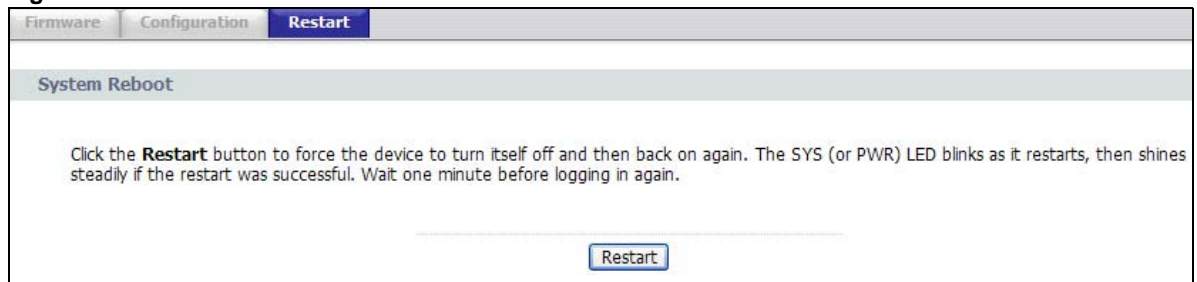 Firmware Configuration Restart
System Reboot
Click the Restart button to force the device to turn itself off and then back on again. The SYS (or PWR) LED blinks as it restarts, then shines
steadily if the restart was successful. Wait one minute before logging in again.
Restart